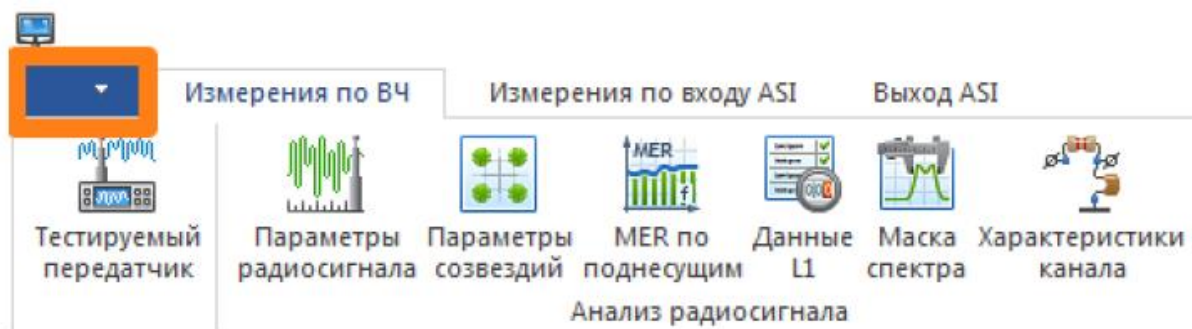 Измерения по ВЧ Измерения по входу ASI Выход ASI
MER
f
Тестируемый передатчик
Параметры радиосигнала
Параметры созвездий
MER по поднесущим
Данные L1
Маска спектра
Характеристики канала
Анализ радиосигнала